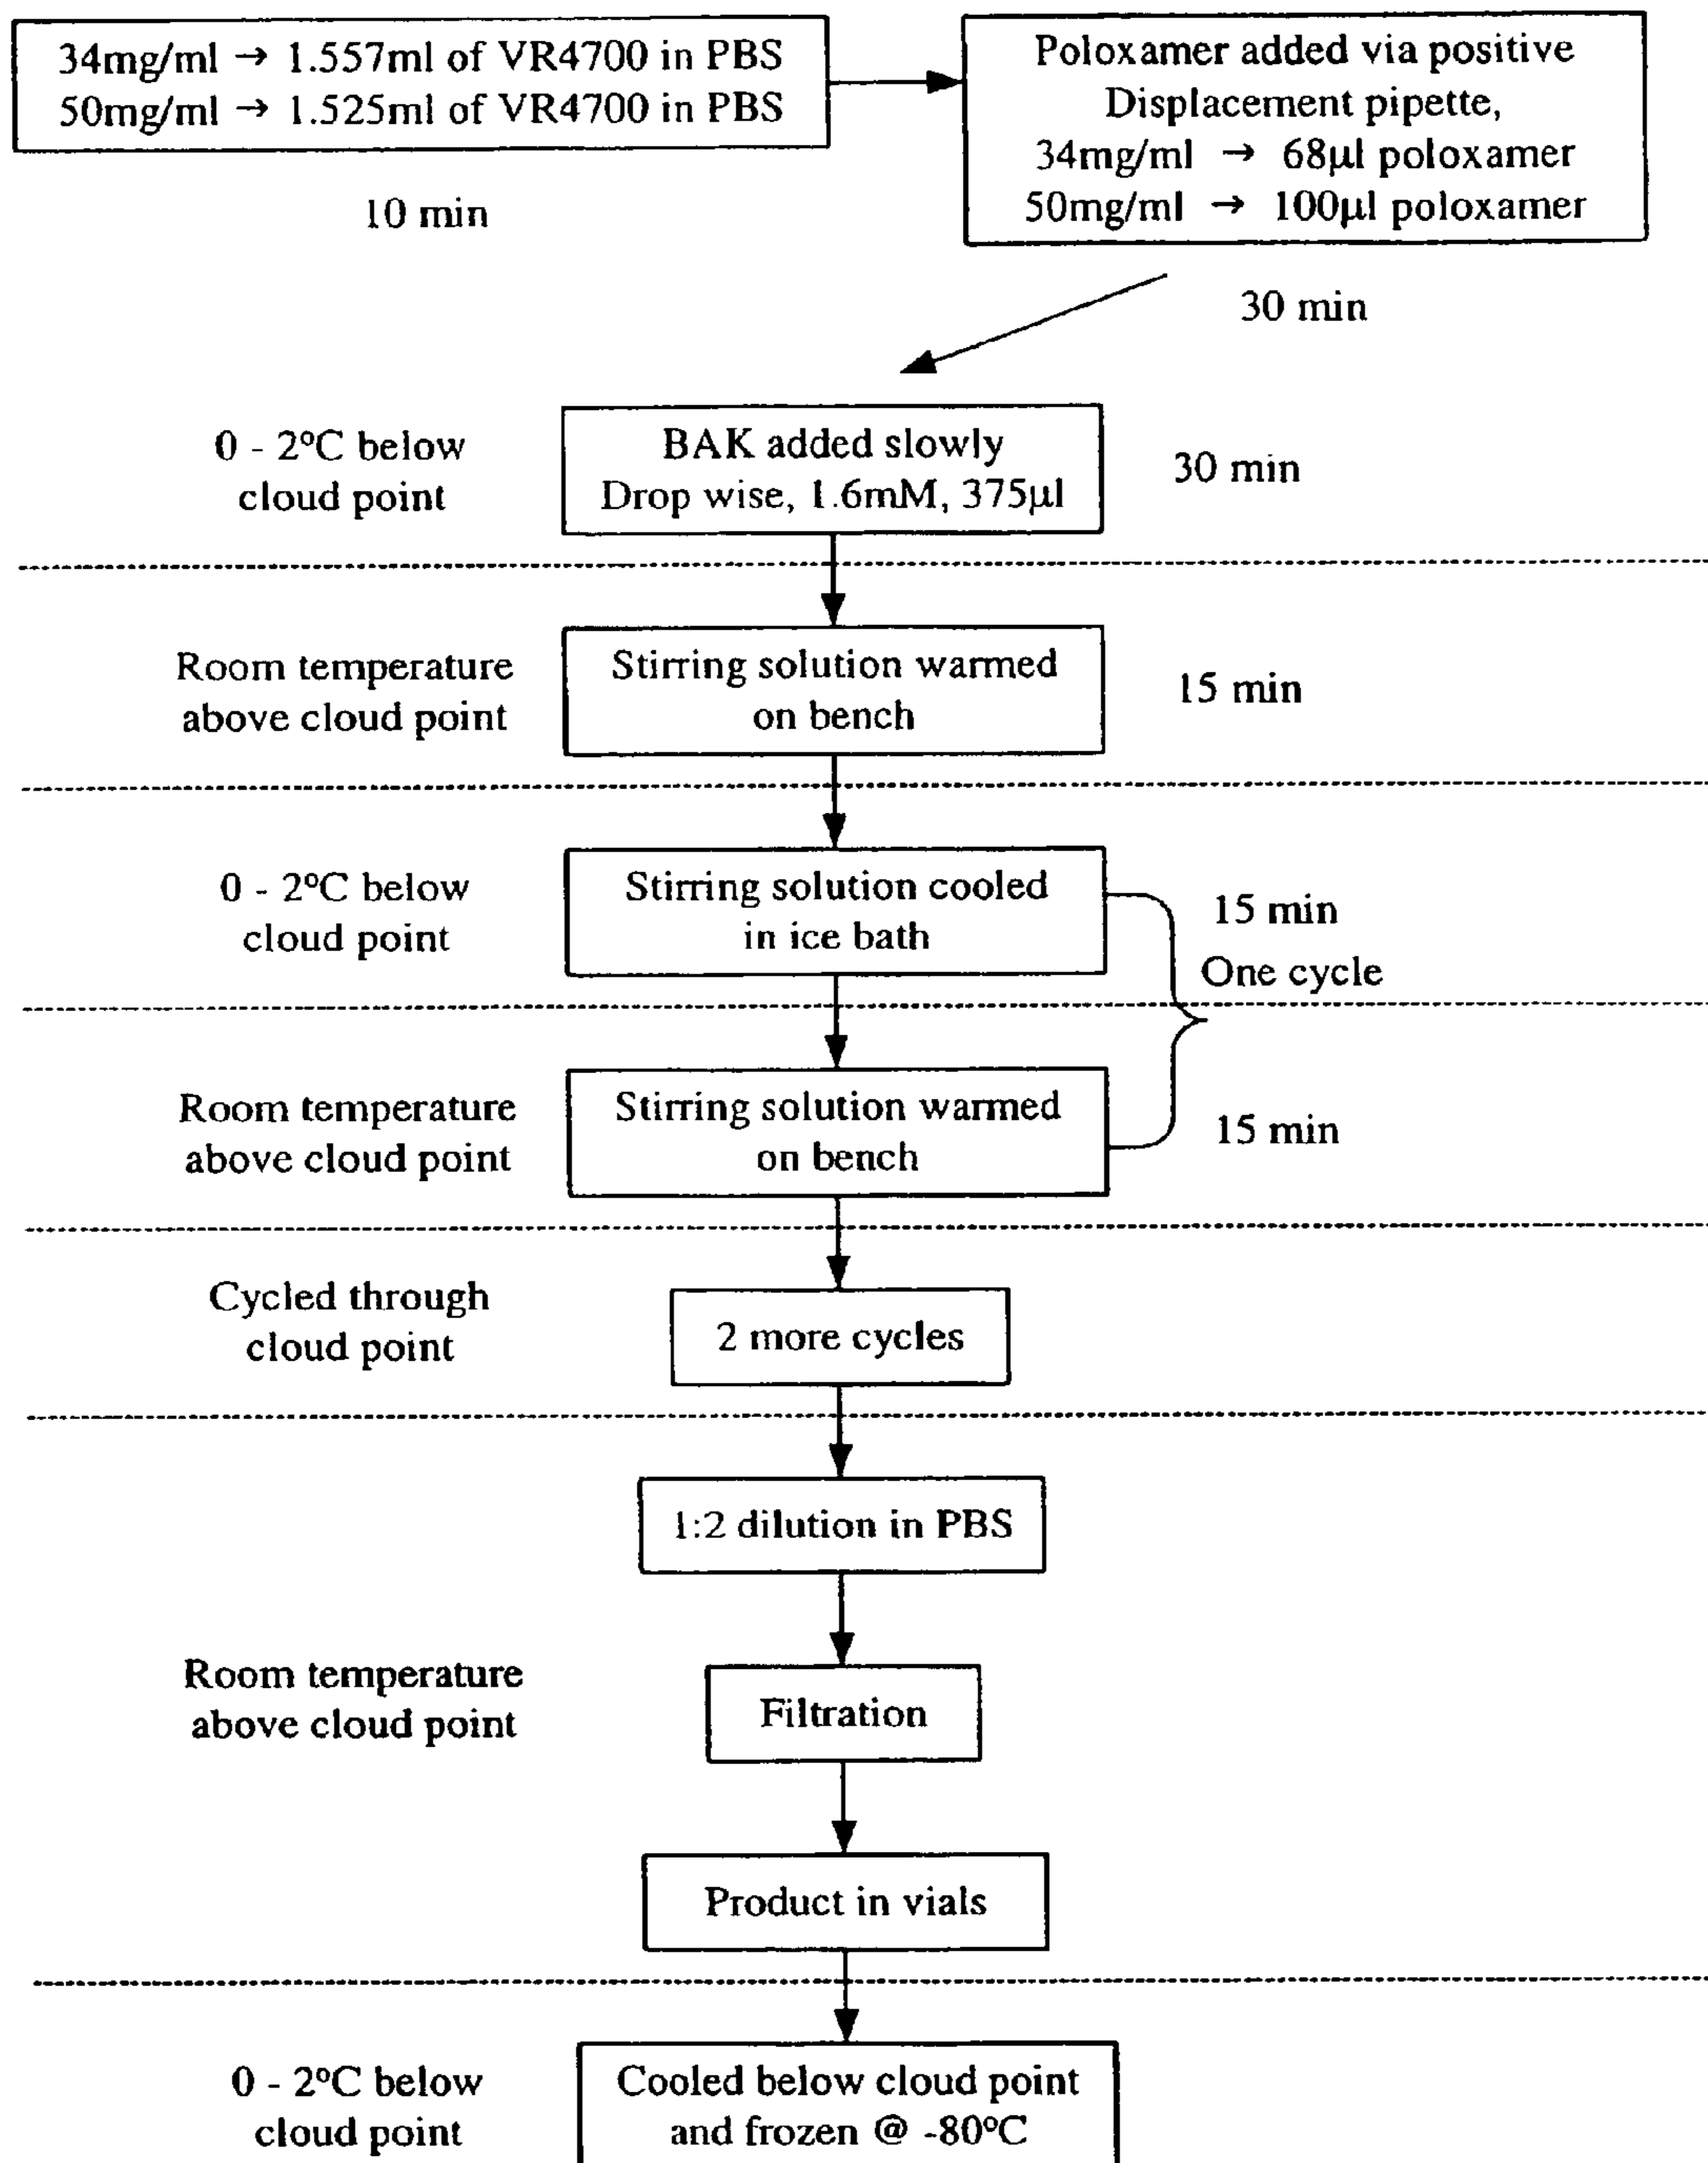 34mg/ml → 1.557ml of VR4700 in PBS
50mg/ml → 1.525ml of VR4700 in PBS
10 min
Poloxamer added via positive
Displacement pipette,
34mg/ml → 68µl poloxamer
50mg/ml → 100µl poloxamer
30 min
0 - 2°C below
cloud point
BAK added slowly
Drop wise, 1.6mM, 375µl
30 min
Room temperature
above cloud point
Stirring solution warmed
on bench
15 min
0 - 2°C below
cloud point
Stirring solution cooled
in ice bath
15 min
One cycle
Room temperature
above cloud point
Stirring solution warmed
on bench
15 min
Cycled through
cloud point
2 more cycles
1:2 dilution in PBS
Room temperature
above cloud point
Filtration
Product in vials
0 - 2°C below
cloud point
Cooled below cloud point
and frozen @ -80°C